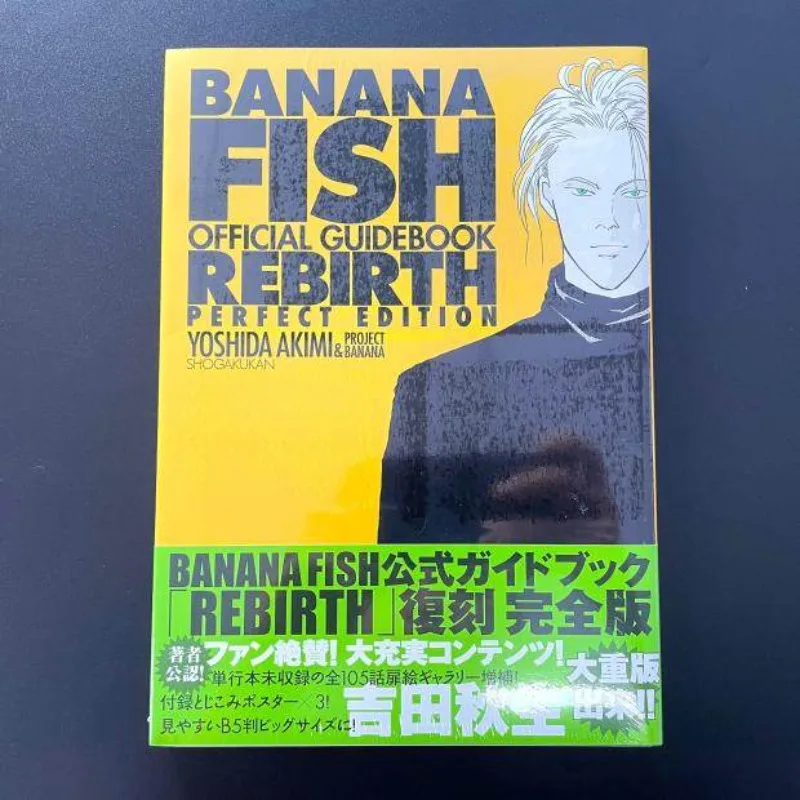 BANANA
FISH
OFFICIAL GUIDEBOOK
REBIRTH
PERFECT EDITION
YOSHIDA AKIMI & PROJECT BANANA
SHOGAKUKAN
BANANA FISH公式ガイドブック
「REBIRTH」復刻 完全版
著者公認!
ファン絶賛!大充実コンテンツ!
単行本未収録の全105話扉絵ギャラリー増補!
付録とじこみポスター×3!
見やすいB5判ビッグサイズに!
吉田秋生
大重版
出来!!